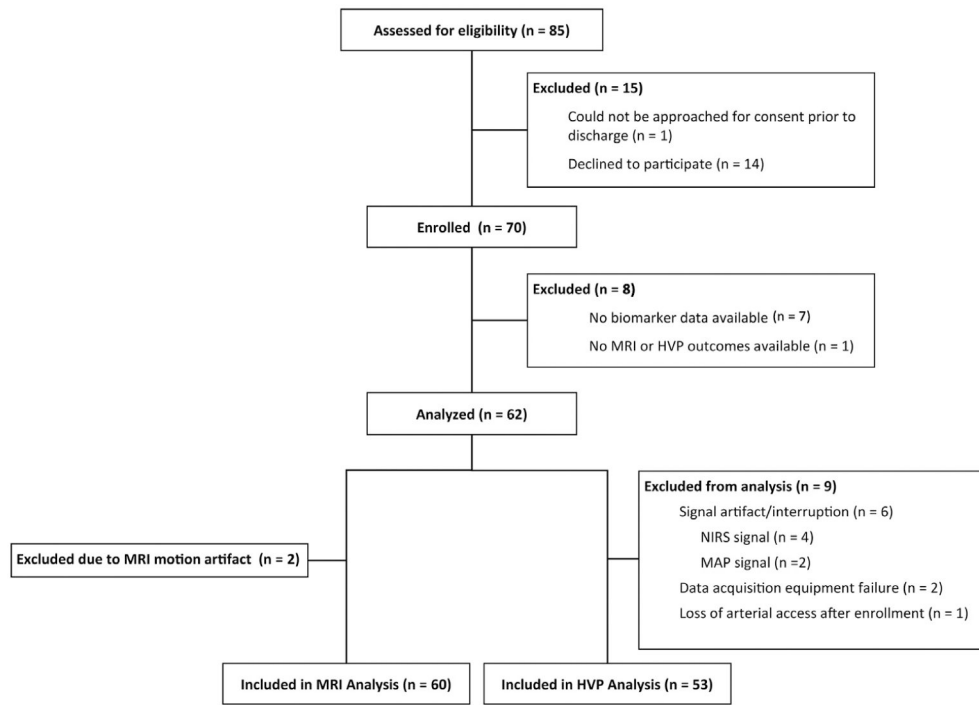 Assessed for eligibility (n = 85)
Excluded (n = 15)
Could not be approached for consent prior to
discharge (n = 1)
Declined to participate (n = 14)
Enrolled (n = 70)
Excluded (n = 8)
No biomarker data available (n = 7)
No MRI or HVP outcomes available (n = 1)
Analyzed (n = 62)
Excluded from analysis (n = 9)
Signal artifact/interruption (n = 6)
NIRS signal (n = 4)
MAP signal (n =2)
Data acquisition equipment failure (n = 2)
Loss of arterial access after enrollment (n = 1)
Excluded due to MRI motion artifact (n = 2)
Included in MRI Analysis (n = 60)
Included in HVP Analysis (n = 53)